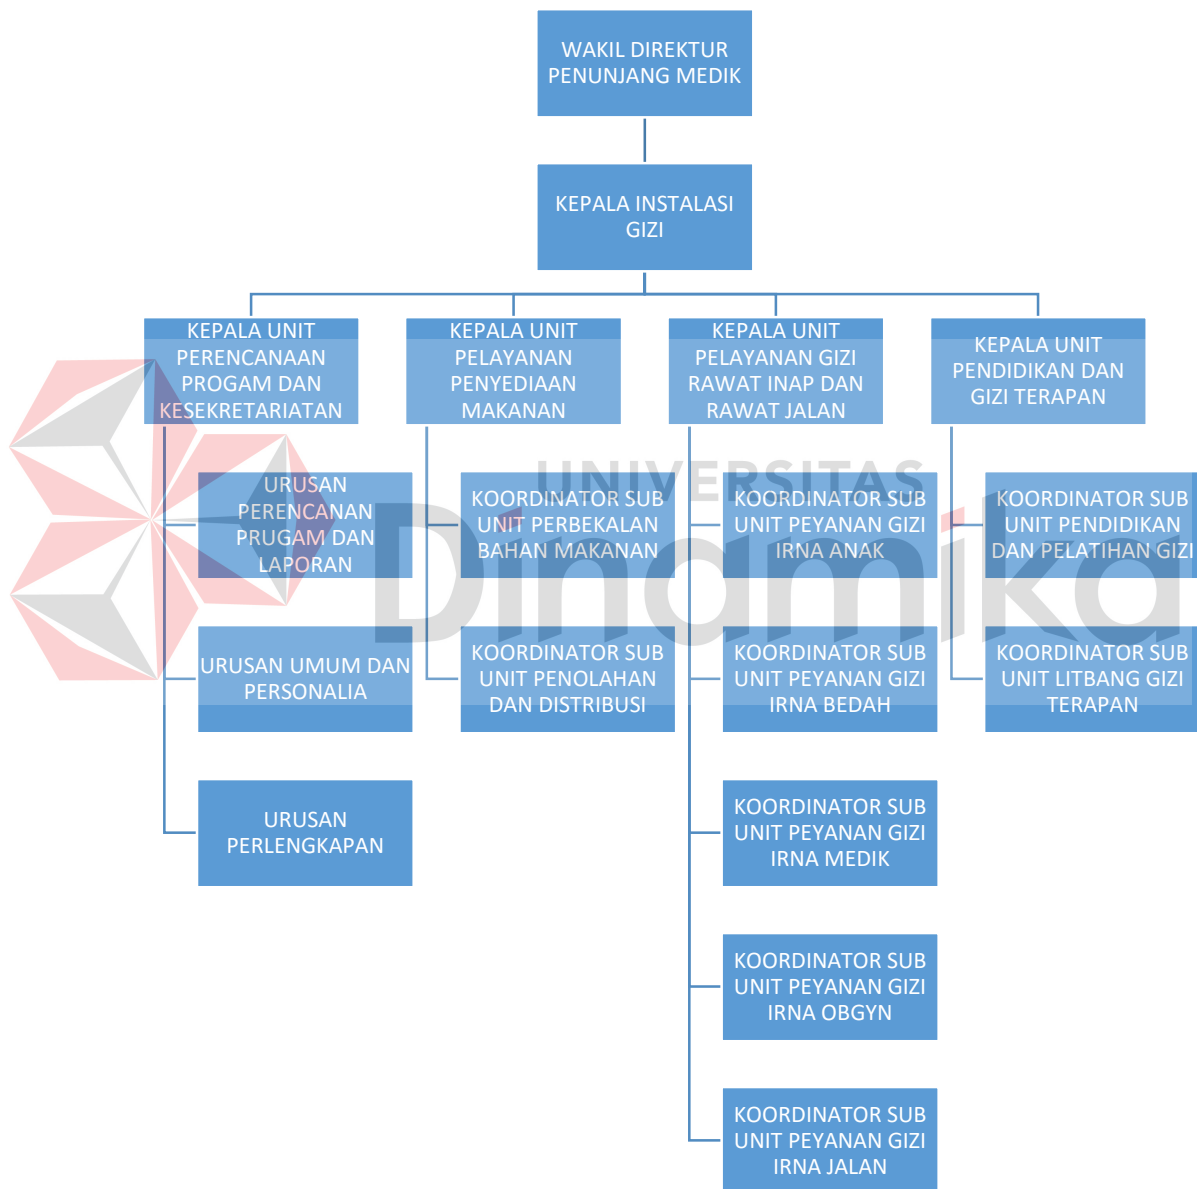 WAKIL DIREKTUR
PENUNJANG MEDIK
KEPALA INSTALASI
GIZI
KEPALA UNIT
PERENCANAAN
PROGAM DAN
KESEKRETARIATAN
KEPALA UNIT
PELAYANAN
PENYEDIAAN
MAKANAN
KEPALA UNIT
PELAYANAN GIZI
RAWAT INAP DAN
RAWAT JALAN
KEPALA UNIT
PENDIDIKAN DAN
GIZI TERAPAN
UNIVERSITAS
Dinamika
URUSAN
PERENCANAN
PRUGAM DAN
LAPORAN
KOORDINATOR SUB
UNIT PERBEKALAN
BAHAN MAKANAN
KOORDINATOR SUB
UNIT PEYANAN GIZI
IRNA ANAK
KOORDINATOR SUB
UNIT PENDIDIKAN
DAN PELATIHAN GIZI
URUSAN UMUM DAN
PERSONALIA
KOORDINATOR SUB
UNIT PENOLAHAN
DAN DISTRIBUSI
KOORDINATOR SUB
UNIT PEYANAN GIZI
IRNA BEDAH
KOORDINATOR SUB
UNIT LITBANG GIZI
TERAPAN
URUSAN
PERLENGKAPAN
KOORDINATOR SUB
UNIT PEYANAN GIZI
IRNA MEDIK
KOORDINATOR SUB
UNIT PEYANAN GIZI
IRNA OBGYN
KOORDINATOR SUB
UNIT PEYANAN GIZI
IRNA JALAN